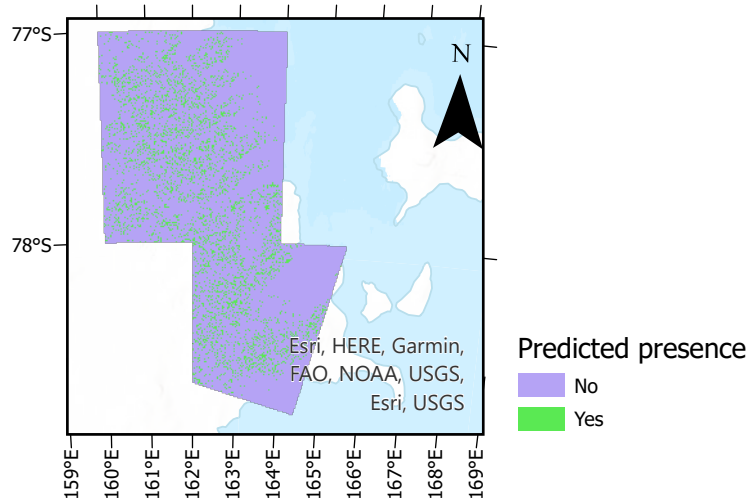 77°S
N
78°S
Esri, HERE, Garmin,
FAO, NOAA, USGS,
Esri, USGS
Predicted presence
No
Yes
159°E
160°E
161°E
162°E
163°E
164°E
165°E
166°E
167°E
168°E
169°E